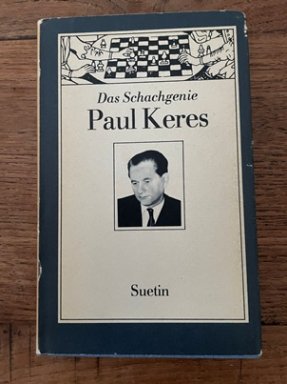 Das Schachgenie
Paul Keres
Suetin